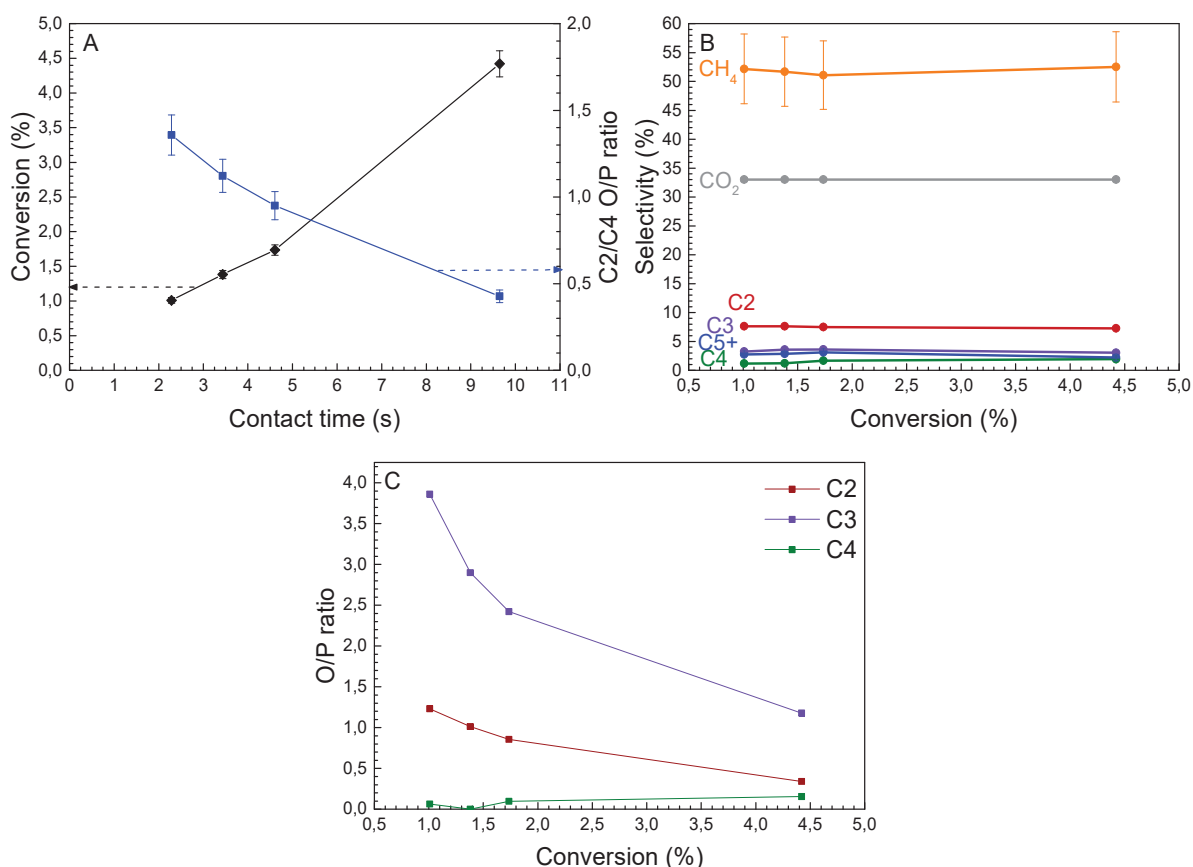 A
5,0
4,5
4,0
3,5
3,0
2,5
2,0
1,5
1,0
0,5
0,0
Conversion (%)
2,0
1,5
1,0
0,5
0,0
C2/C4 O/P ratio
0 1 2 3 4 5 6 7 8 9 10 11
Contact time (s)
B
60
55
50
45
40
35
30
25
20
15
10
5
0
Selectivity (%)
CH₄
CO₂
C2
C3
C5+
C4
0,5 1,0 1,5 2,0 2,5 3,0 3,5 4,0 4,5 5,0
Conversion (%)
C
4,0
3,5
3,0
2,5
2,0
1,5
1,0
0,5
0,0
O/P ratio
C2
C3
C4
0,5 1,0 1,5 2,0 2,5 3,0 3,5 4,0 4,5 5,0
Conversion (%)